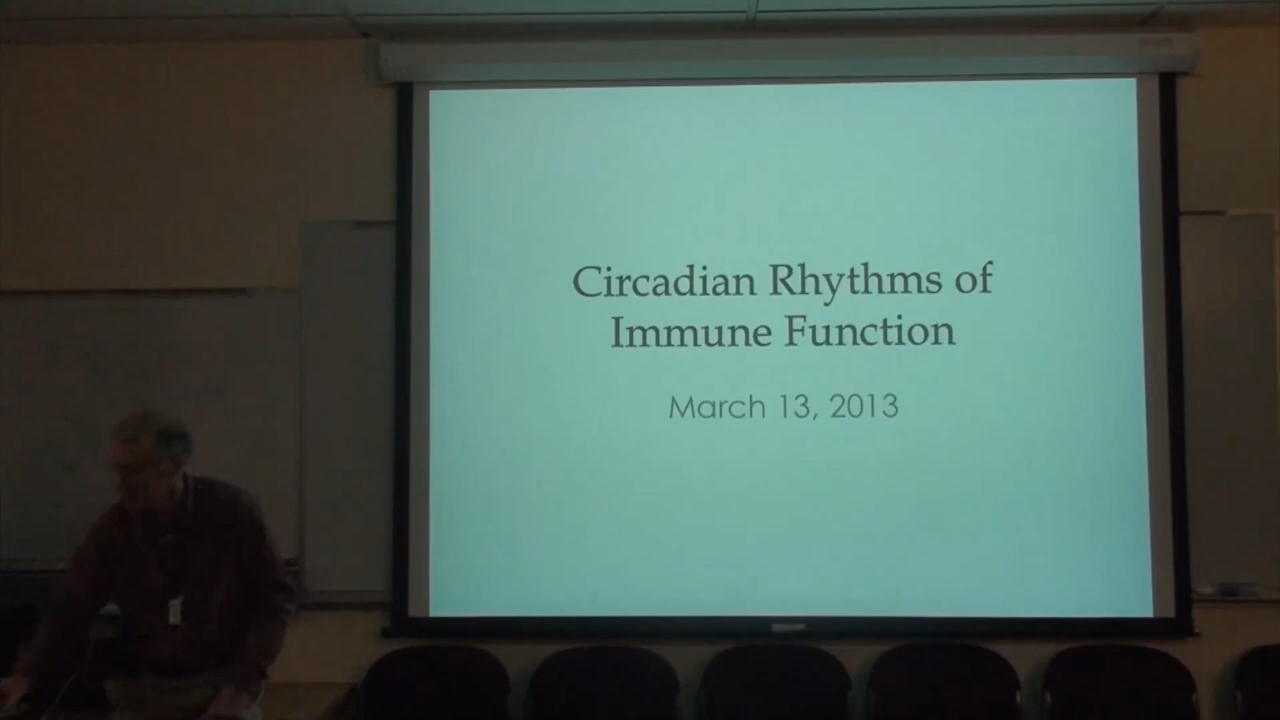 Circadian Rhythms of
Immune Function
March 13, 2013